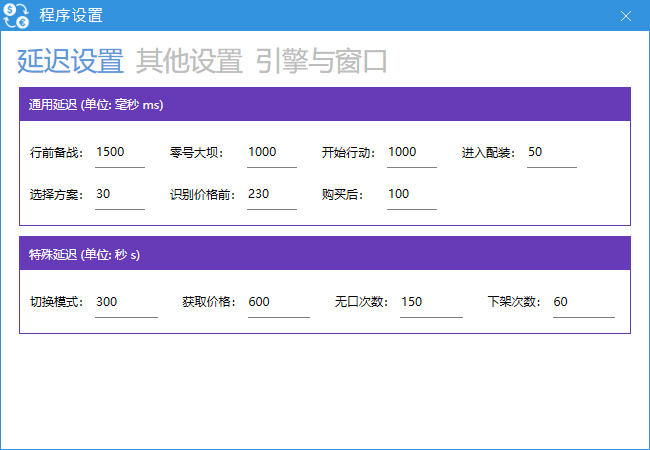 程序设置
延迟设置 其他设置 引擎与窗口
通用延迟 (单位: 毫秒 ms)
行前备战: 1500 零号大坝: 1000 开始行动: 1000 进入配装: 50
选择方案: 30 识别价格前: 230 购买后: 100
特殊延迟 (单位: 秒 s)
切换模式: 300 获取价格: 600 无口次数: 150 下架次数: 60